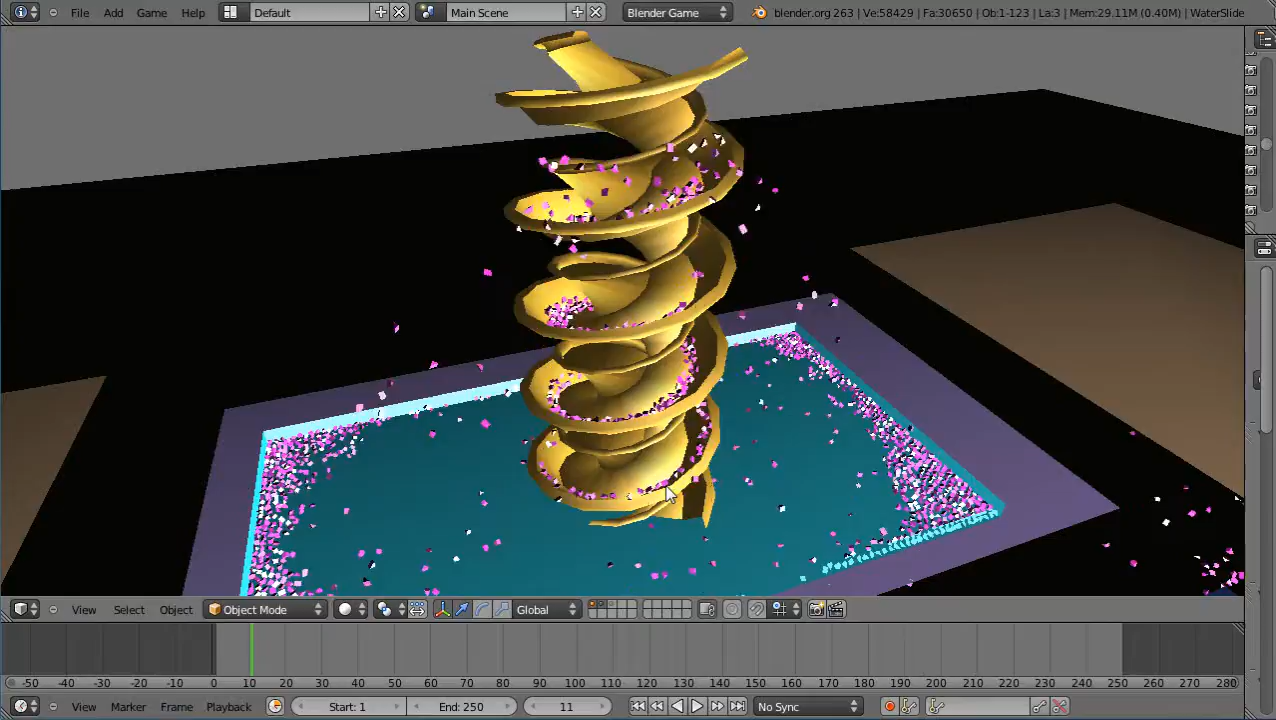 File Add Game Help Default Main Scene Blender Game blender.org 263 | Ve:58429 | Fa:30650 | Ob:1-123 | La:3 | Mem:29.11M (0.40M) | WaterSlide
View Select Object Object Mode Global
-50 -40 -30 -20 -10 0 10 20 30 40 50 60 70 80 90 100 110 120 130 140 150 160 170 180 190 200 210 220 230 240 250 260 270 280
View Marker Frame Playback Start: 1 End: 250 11 No Sync